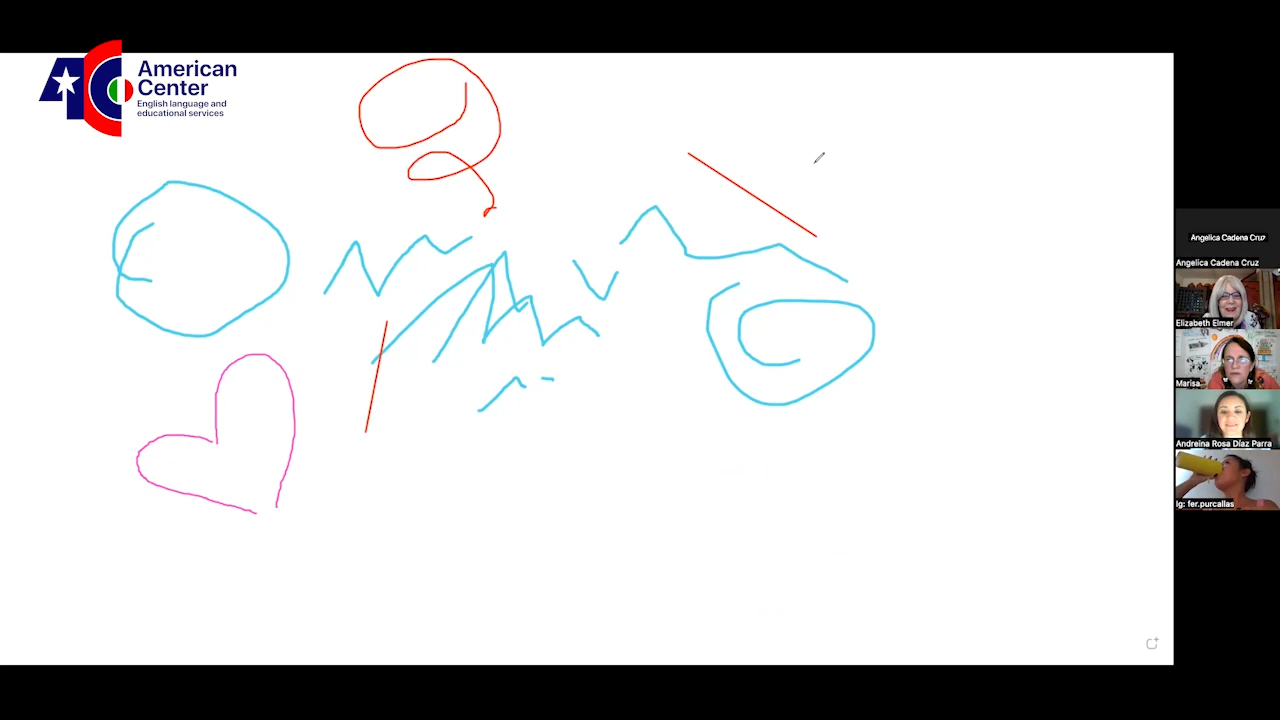 American
Center
English language and
educational services
Angelica Cadena Cruz
Angelica Cadena Cruz
Elizabeth Elmer
Marisa
Andreina Rosa Díaz Parra
Ig: fer.purcallas